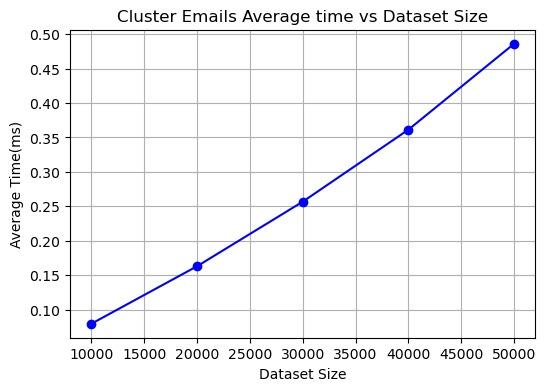 Cluster Emails Average time vs Dataset Size
0.50
0.45
0.40
0.35
0.30
0.25
0.20
0.15
0.10
Average Time(ms)
10000 15000 20000 25000 30000 35000 40000 45000 50000
Dataset Size